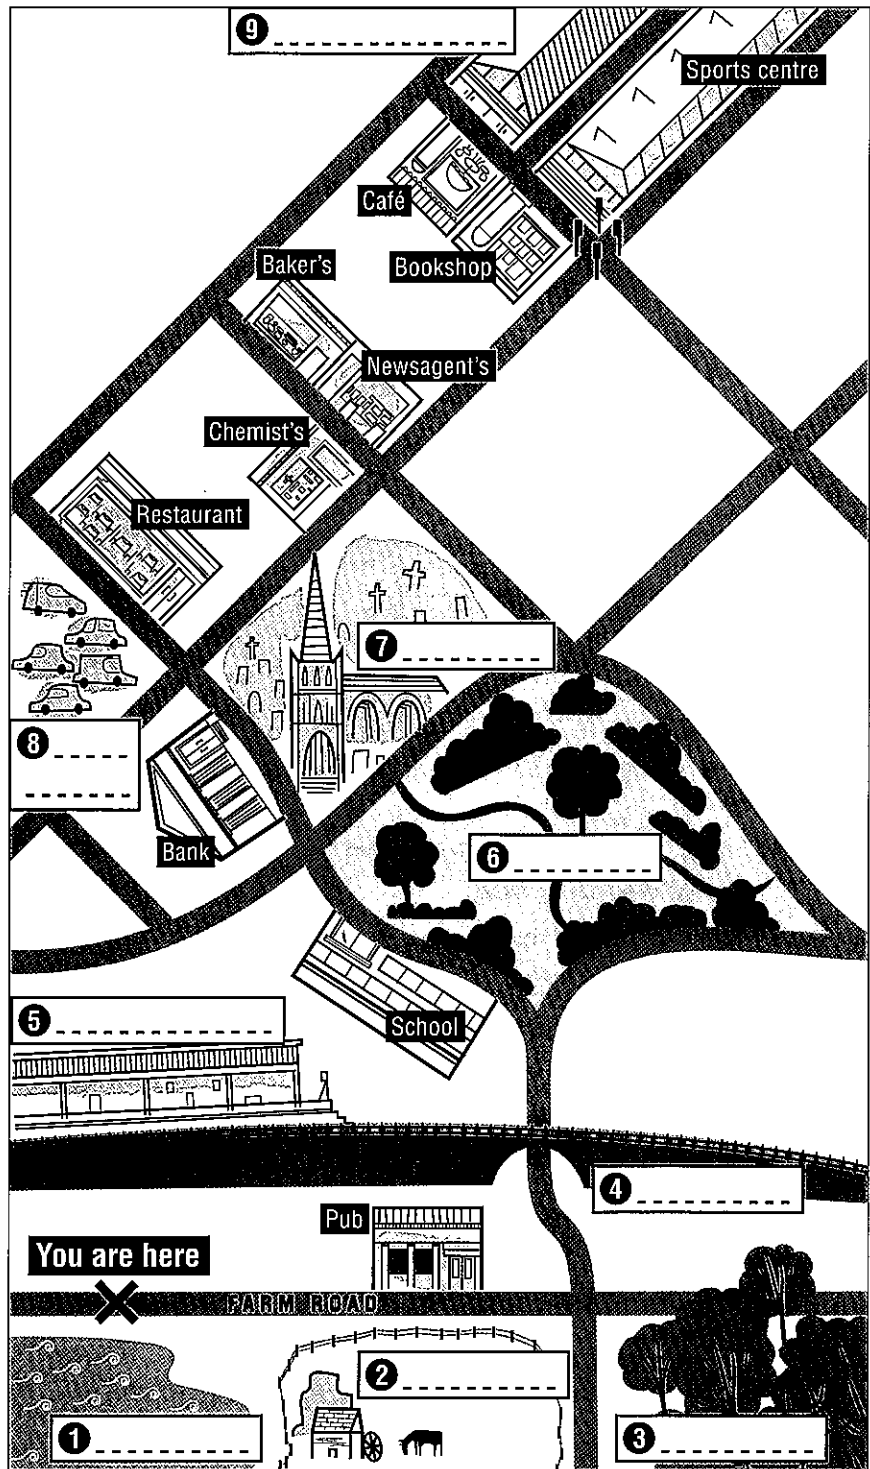 9
Sports centre
Café
Bookshop
Baker's
Newsagent's
Chemist's
Restaurant
7
8
6
Bank
5
School
4
Pub
You are here
FARM ROAD
2
1
3